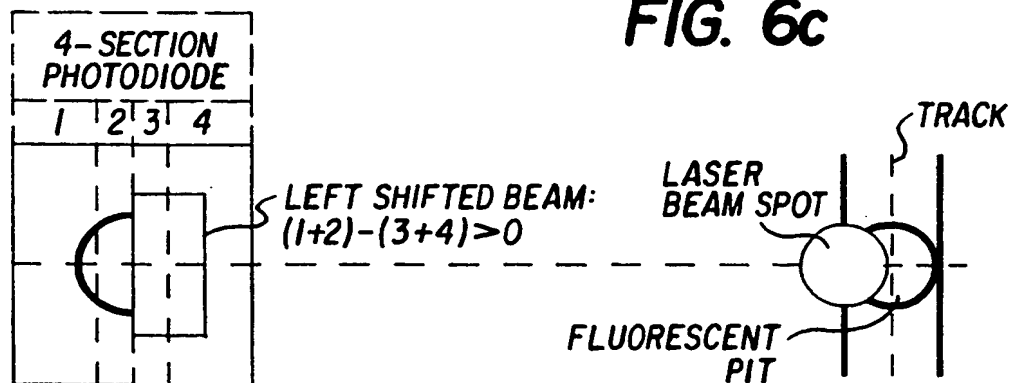 FIG. 6c
4-SECTION
PHOTODIODE
1 2 3 4
TRACK
LEFT SHIFTED BEAM:
(1+2)-(3+4)>0
LASER
BEAM SPOT
FLUORESCENT
PIT